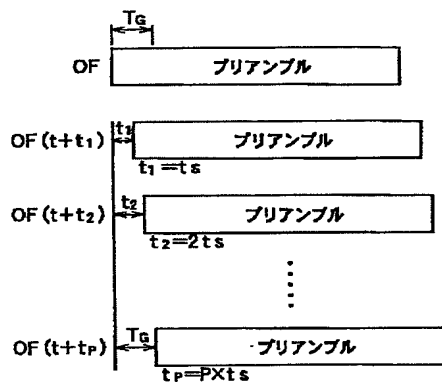 TG
OF プリアンブル
OF(t+t1) t1 プリアンブル
t1=ts
OF(t+t2) t2 プリアンブル
t2=2ts
OF(t+tP) TG プリアンブル
tP=P×ts